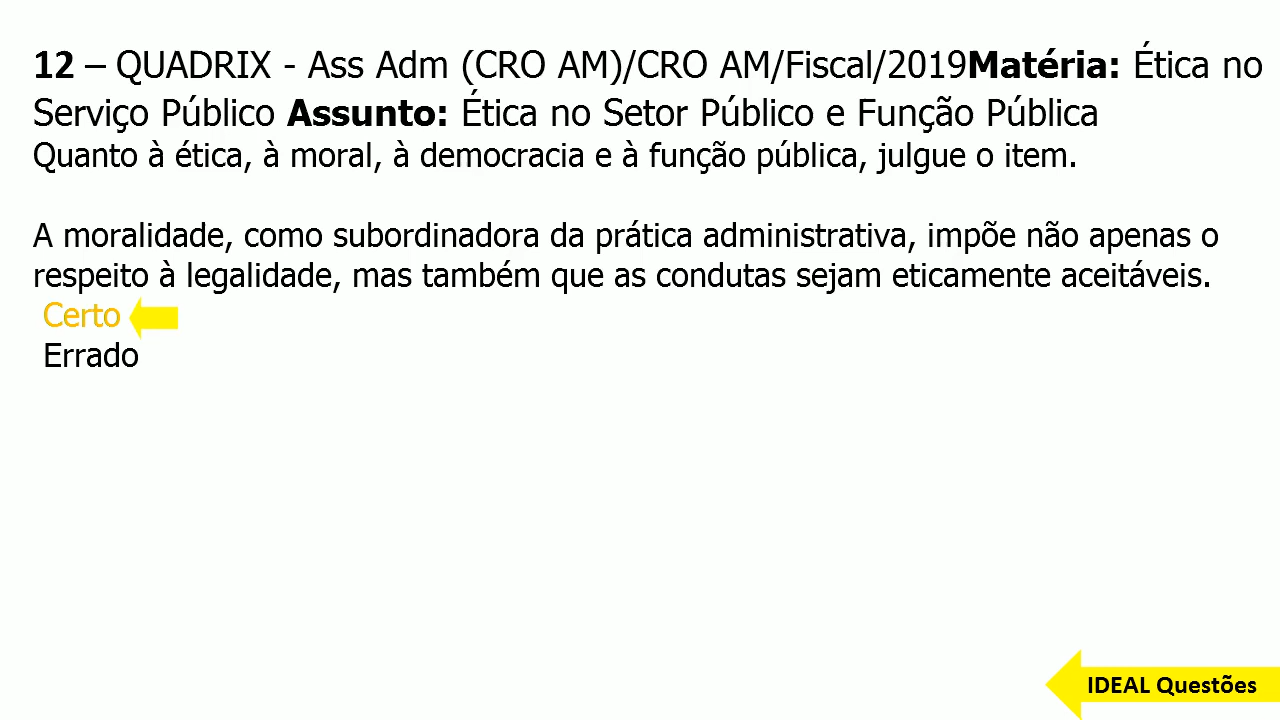 12 – QUADRIX - Ass Adm (CRO AM)/CRO AM/Fiscal/2019Matéria: Ética no
Serviço Público Assunto: Ética no Setor Público e Função Pública
Quanto à ética, à moral, à democracia e à função pública, julgue o item.
A moralidade, como subordinadora da prática administrativa, impõe não apenas o
respeito à legalidade, mas também que as condutas sejam eticamente aceitáveis.
Certo
Errado
IDEAL Questões